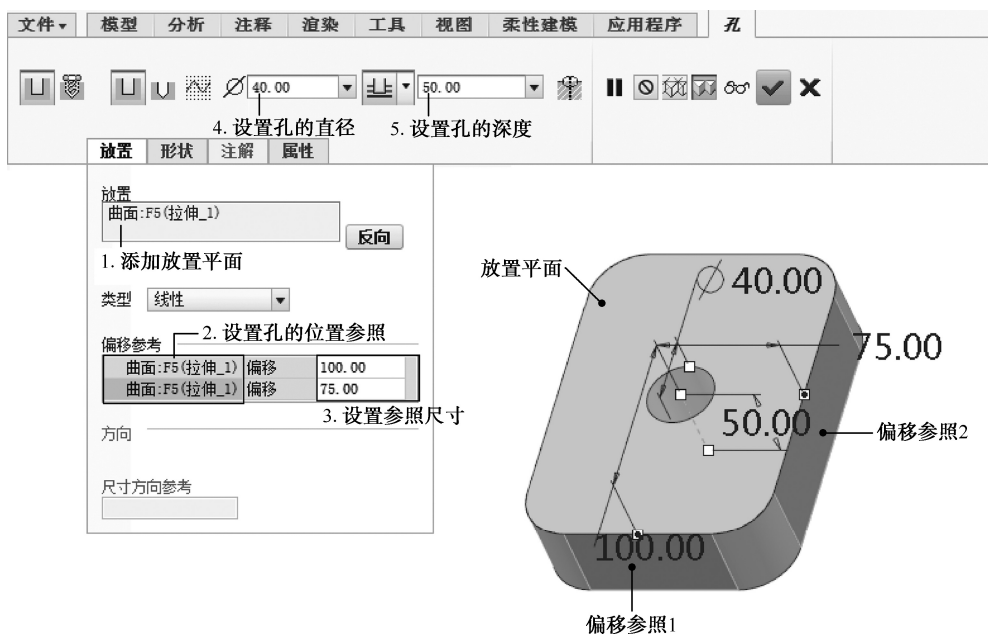 文件 模型 分析 注释 渲染 工具 视图 柔性建模 应用程序 孔
40.00 50.00
4. 设置孔的直径 5. 设置孔的深度
放置 形状 注解 属性
放置
曲面:F5(拉伸_1)
反向
1. 添加放置平面
类型 线性
2. 设置孔的位置参照
偏移参考
曲面:F5(拉伸_1) 偏移 100.00
曲面:F5(拉伸_1) 偏移 75.00
3. 设置参照尺寸
方向
尺寸方向参考
放置平面
∅ 40.00
75.00
50.00
偏移参照2
100.00
偏移参照1